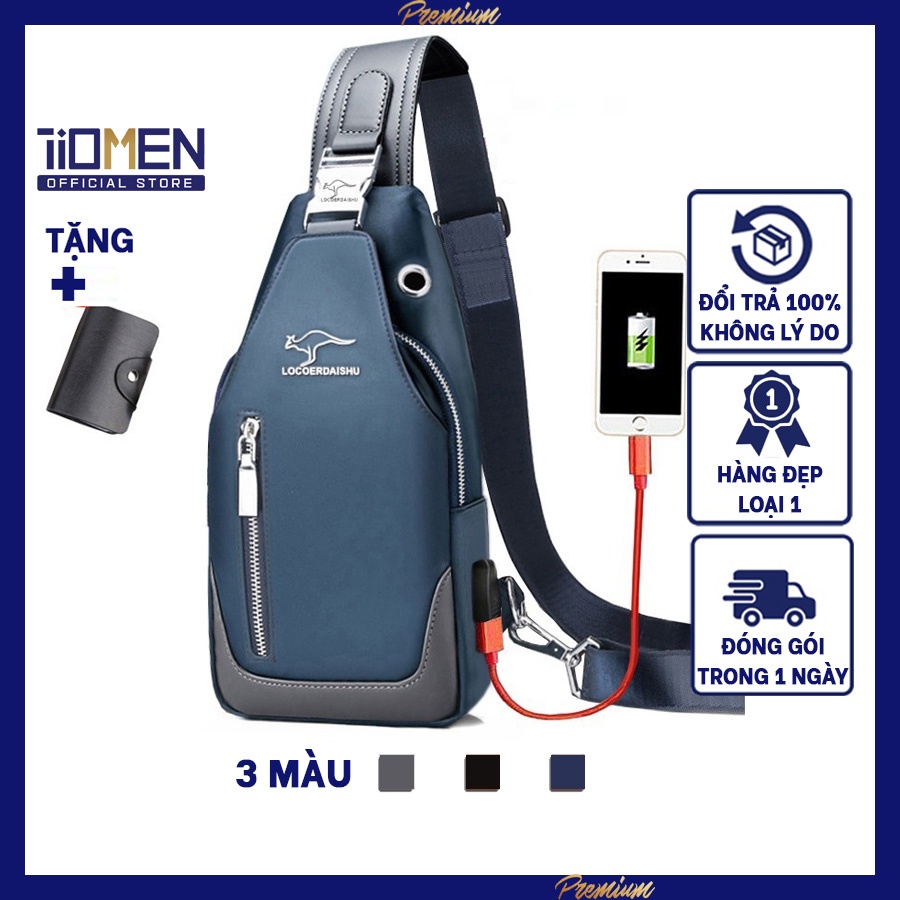 Premium
TIOMEN
OFFICIAL STORE
TẶNG
+
LOCOERDAISHU
LOCOERDAISHU
ĐỔI TRẢ 100%
KHÔNG LÝ DO
1
HÀNG ĐẸP
LOẠI 1
ĐÓNG GÓI
TRONG 1 NGÀY
3 MÀU
Premium